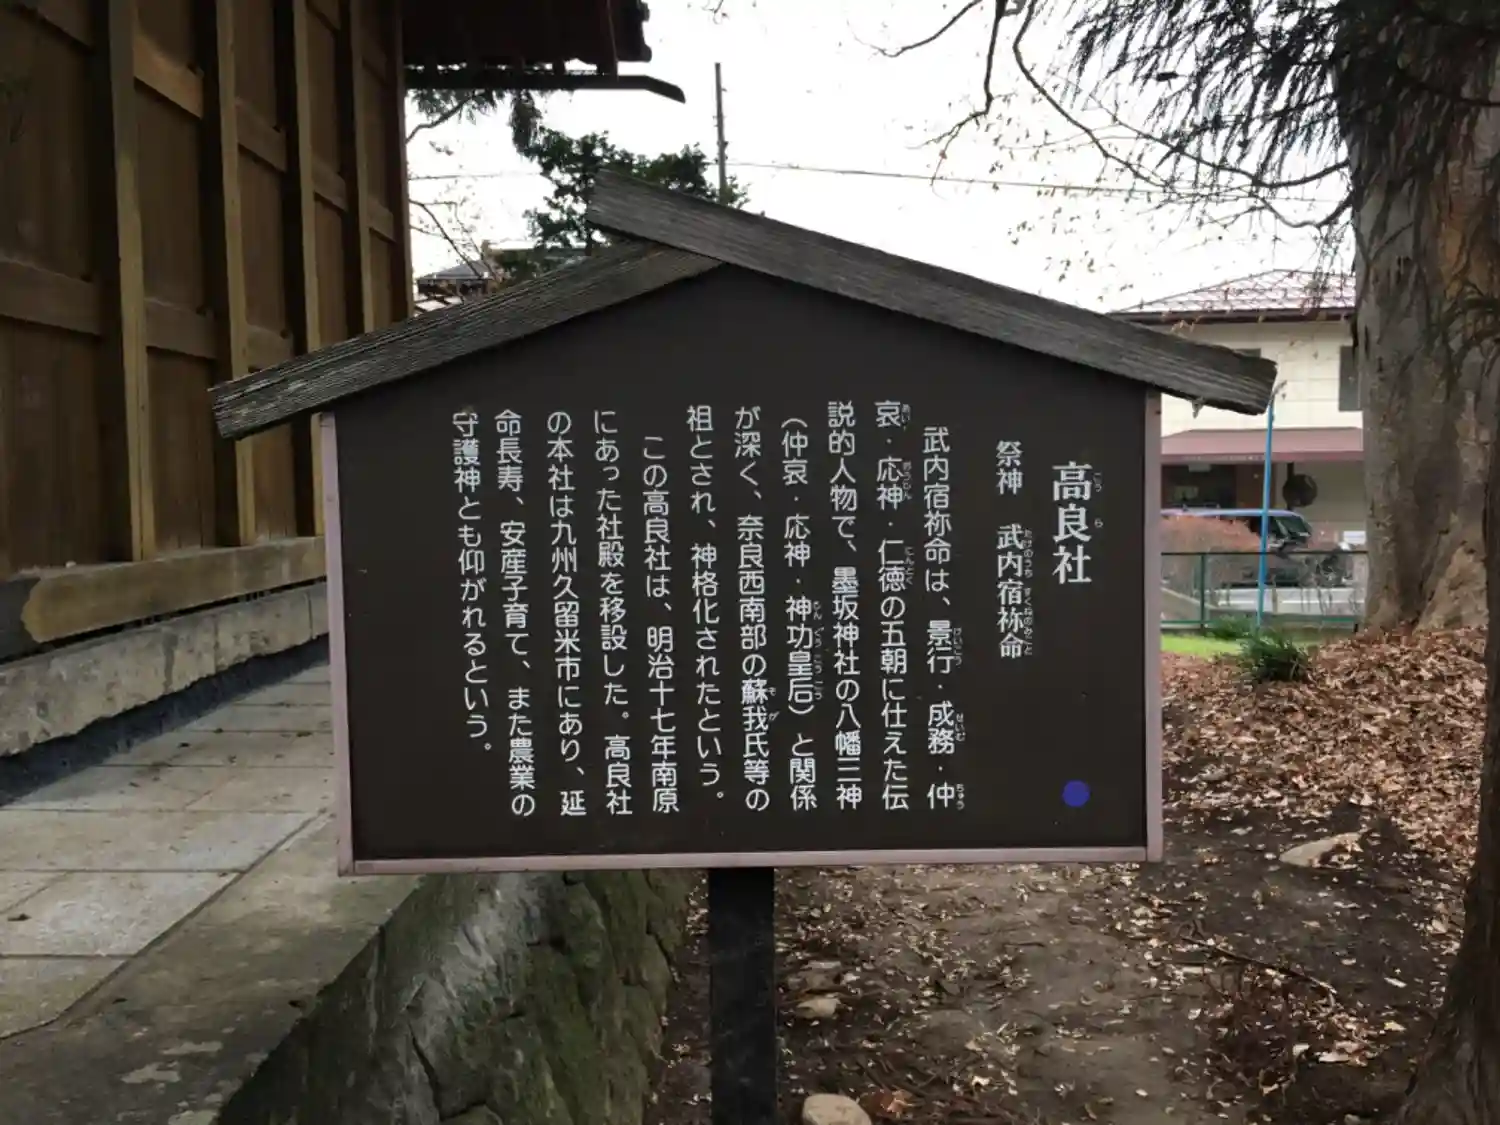 高良社
祭神　武内宿祢命
武内宿祢命は、景行・成務・仲
哀・応神・仁徳の五朝に仕えた伝
説的人物で、墨坂神社の八幡三神
（仲哀・応神・神功皇后）と関係
が深く、奈良西南部の蘇我氏等の
祖とされ、神格化されたという。
この高良社は、明治十七年南原
にあった社殿を移設した。高良社
の本社は九州久留米市にあり、延
命長寿、安産子育て、また農業の
守護神とも仰がれるという。